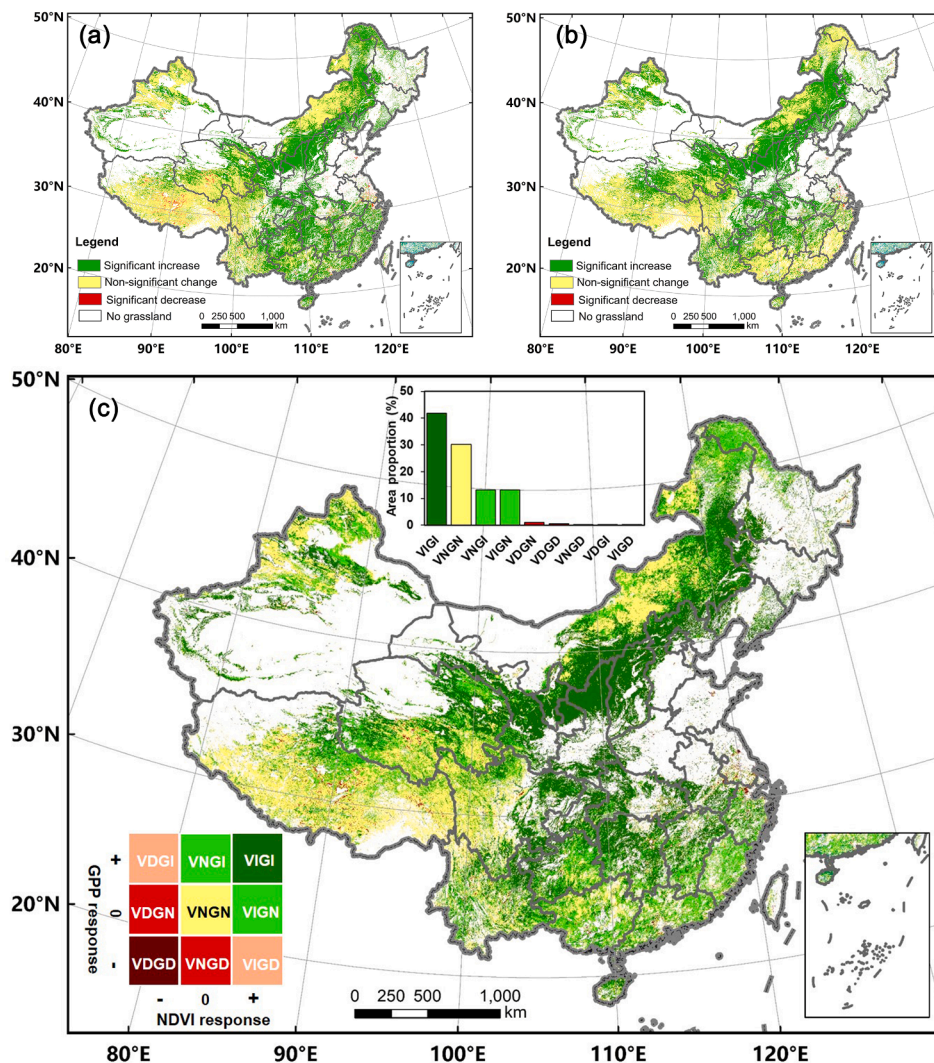 (a)
50°N
40°N
30°N
20°N
Legend
Significant increase
Non-significant change
Significant decrease
No grassland
0 250 500 1,000
km
80°E 90°E 100°E 110°E 120°E
(b)
50°N
40°N
30°N
20°N
Legend
Significant increase
Non-significant change
Significant decrease
No grassland
0 250 500 1,000
km
80°E 90°E 100°E 110°E 120°E
(c)
50°N
40°N
30°N
20°N
Area proportion (%)
50
40
30
20
10
0
VIGI VNGN VNGI VIGN VDGN VDGD VNGD VDGI VIGD
GPP response
+
0
-
VDGI VNGI VIGI
VDGN VNGN VIGN
VDGD VNGD VIGD
- 0 +
NDVI response
0 250 500 1,000
km
80°E 90°E 100°E 110°E 120°E